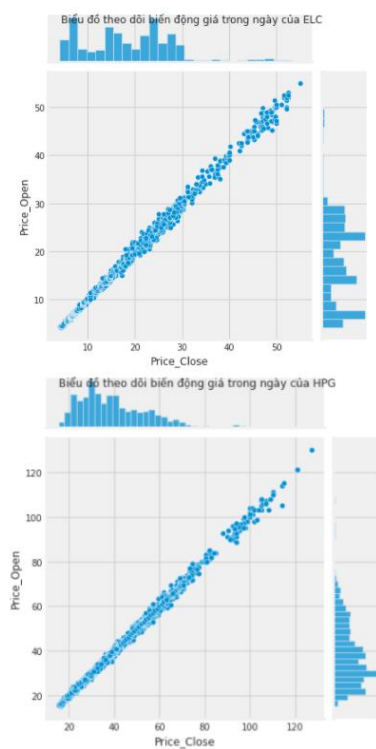 Biểu đồ theo dõi biến động giá trong ngày của ELC
50
40
Price_Open
30
20
10
10 20 30 40 50
Price_Close
Biểu đồ theo dõi biến động giá trong ngày của HPG
120
100
Price_Open
80
60
40
20
20 40 60 80 100 120
Price_Close